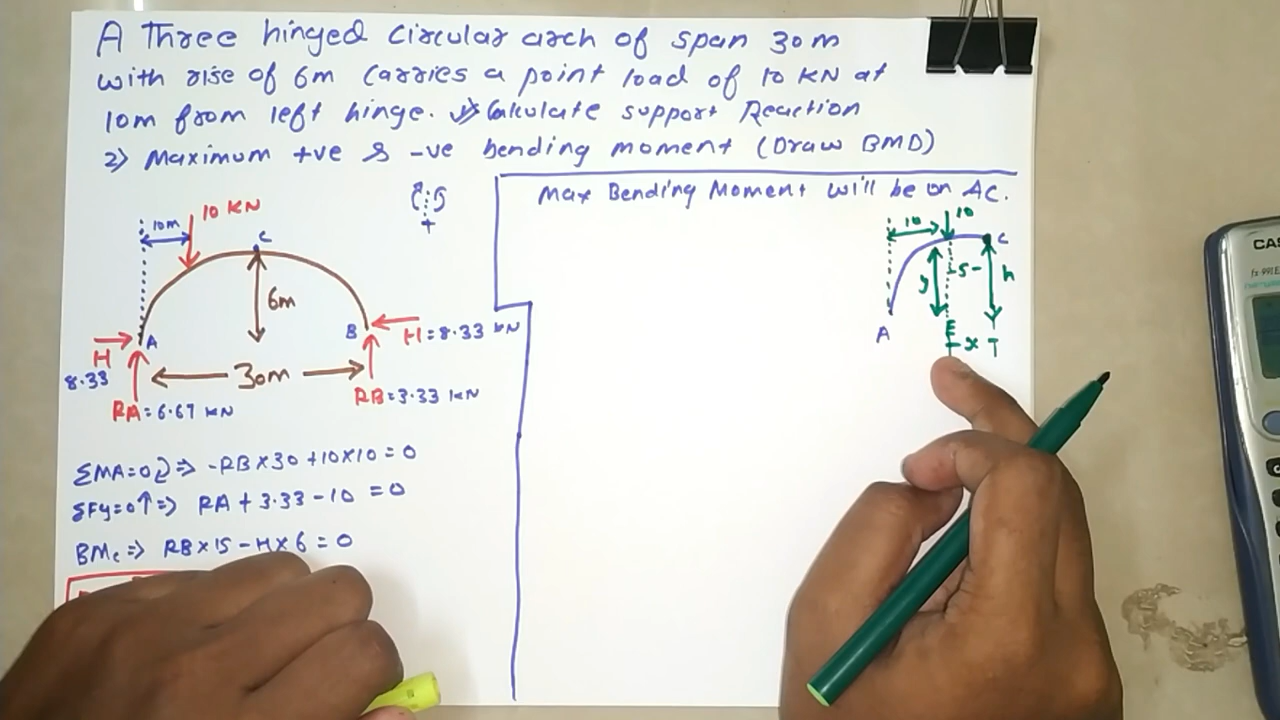 A Three hinged circular arch of span 30m
with rise of 6m carries a point load of 10 KN at
10m from left hinge. 1) Calculate support Reaction
2) Maximum +ve & -ve bending moment (Draw BMD)
Max Bending Moment will be on AC.
10 KN
10m
C
6m
A
B
H
8.33
H=8.33 KN
30m
RA=6.67 KN
RB=3.33 KN
+
10
10
C
y
5
h
A
E
x
T
ΣMA=0 => -RB×30 +10×10 = 0
ΣFy=0↑=> RA + 3.33 - 10 = 0
BMc => RB×15 - H×6 = 0
CAS
fx-991E